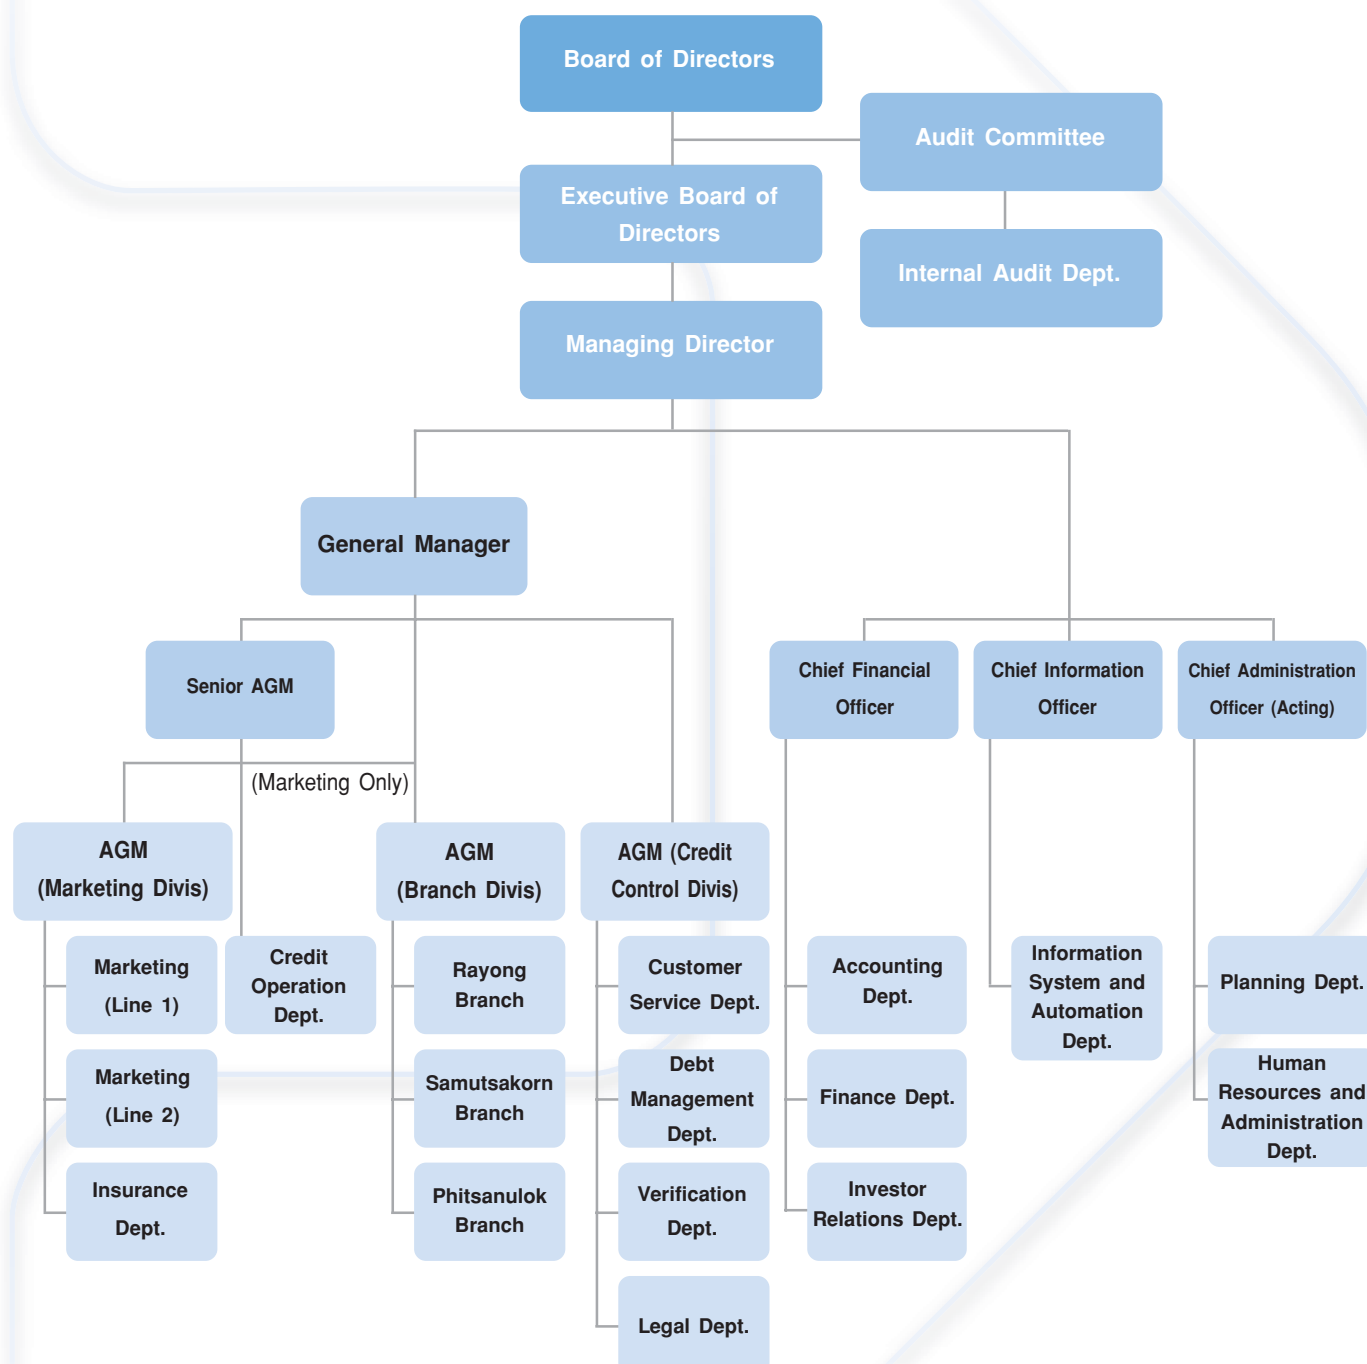 Board of Directors
Audit Committee
Executive Board of
Directors
Internal Audit Dept.
Managing Director
General Manager
Senior AGM
Chief Financial
Officer
Chief Information
Officer
Chief Administration
Officer (Acting)
(Marketing Only)
AGM
(Marketing Divis)
AGM
(Branch Divis)
AGM (Credit
Control Divis)
Marketing
(Line 1)
Credit
Operation
Dept.
Rayong
Branch
Customer
Service Dept.
Accounting
Dept.
Information
System and
Automation
Dept.
Planning Dept.
Marketing
(Line 2)
Samutsakorn
Branch
Debt
Management
Dept.
Finance Dept.
Human
Resources and
Administration
Dept.
Insurance
Dept.
Phitsanulok
Branch
Verification
Dept.
Investor
Relations Dept.
Legal Dept.